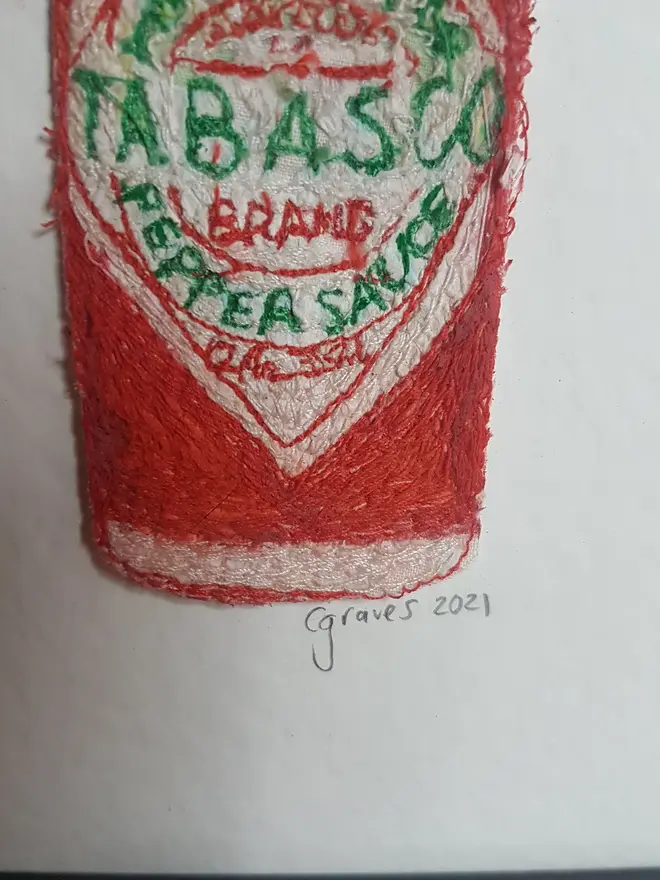 TABASCO
BRAND
PEPPER SAUCE
Cgraves 2021